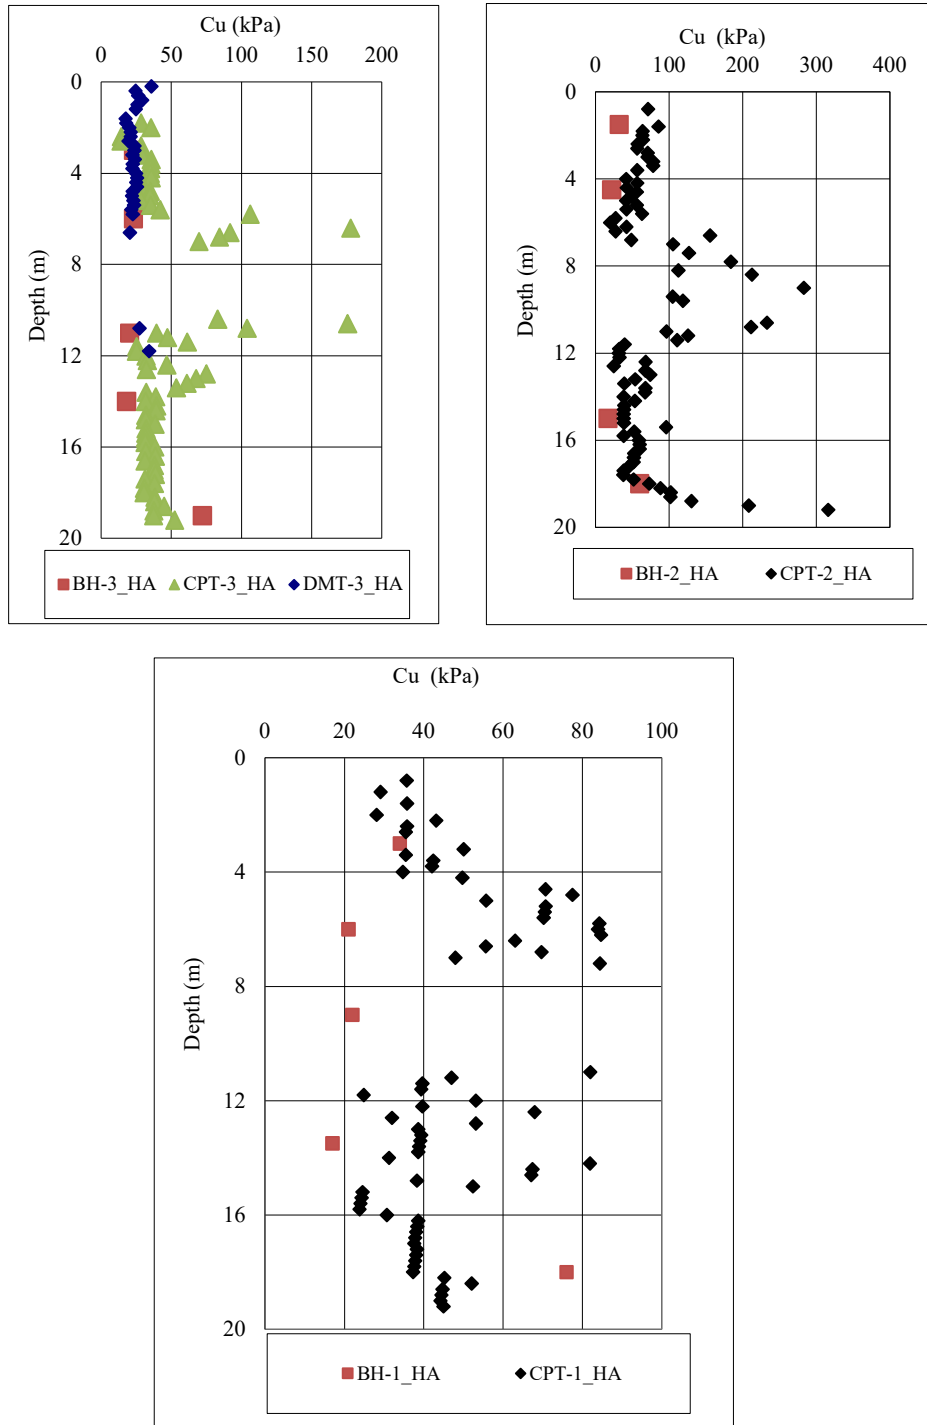 Cu (kPa)
0 50 100 150 200
0
4
8
12
16
20
Depth (m)
BH-3_HA CPT-3_HA DMT-3_HA
Cu (kPa)
0 100 200 300 400
0
4
8
12
16
20
Depth (m)
BH-2_HA CPT-2_HA
Cu (kPa)
0 20 40 60 80 100
0
4
8
12
16
20
Depth (m)
BH-1_HA CPT-1_HA